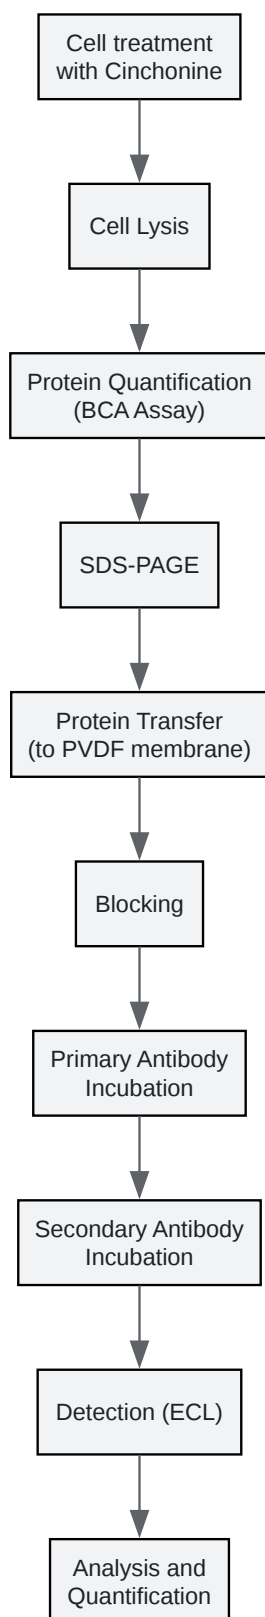 Cell treatment
with Cinchonine
Cell Lysis
Protein Quantification
(BCA Assay)
SDS-PAGE
Protein Transfer
(to PVDF membrane)
Blocking
Primary Antibody
Incubation
Secondary Antibody
Incubation
Detection (ECL)
Analysis and
Quantification